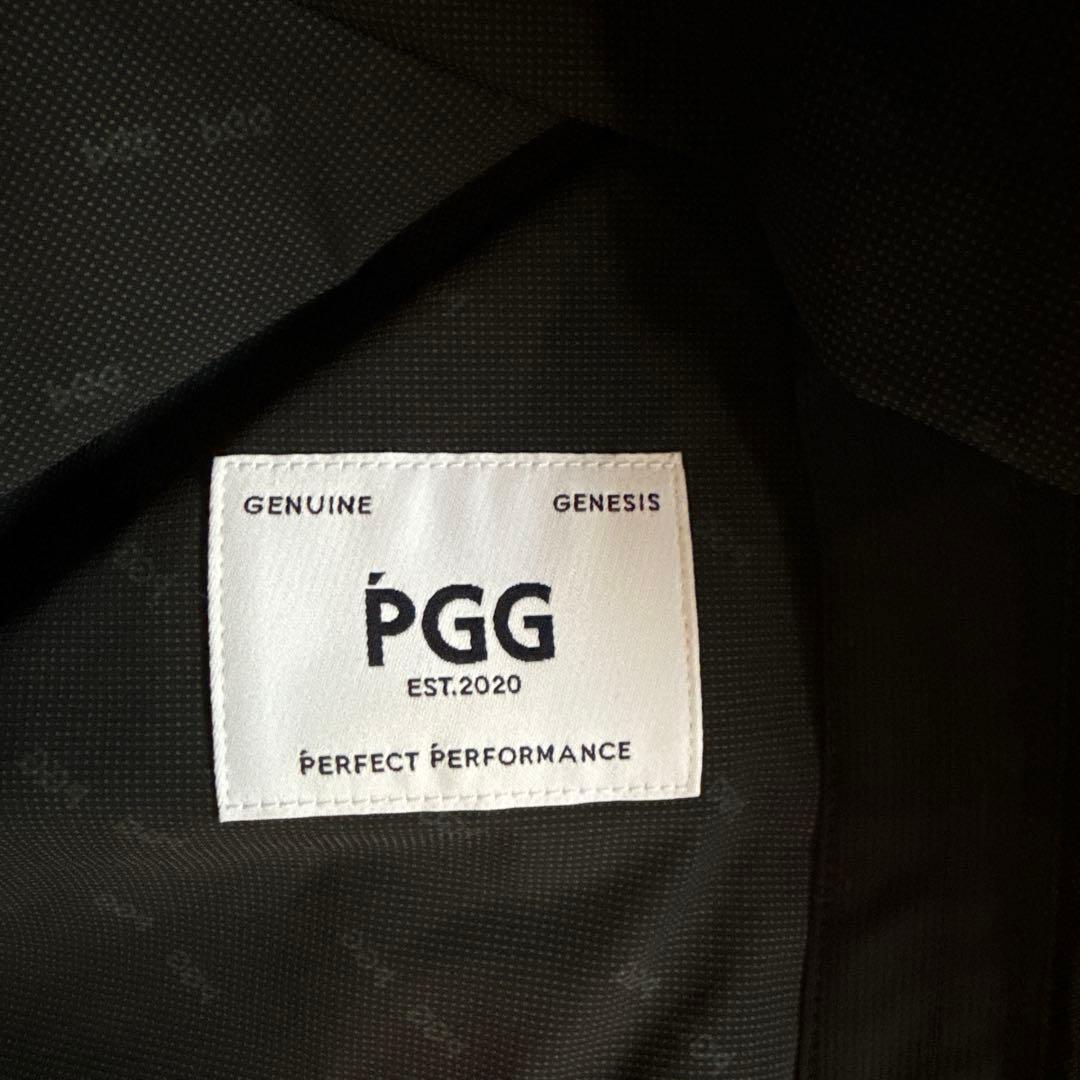 GENUINE GENESIS
ṔGG
EST.2020
ṔERFECT ṔERFORMANCE